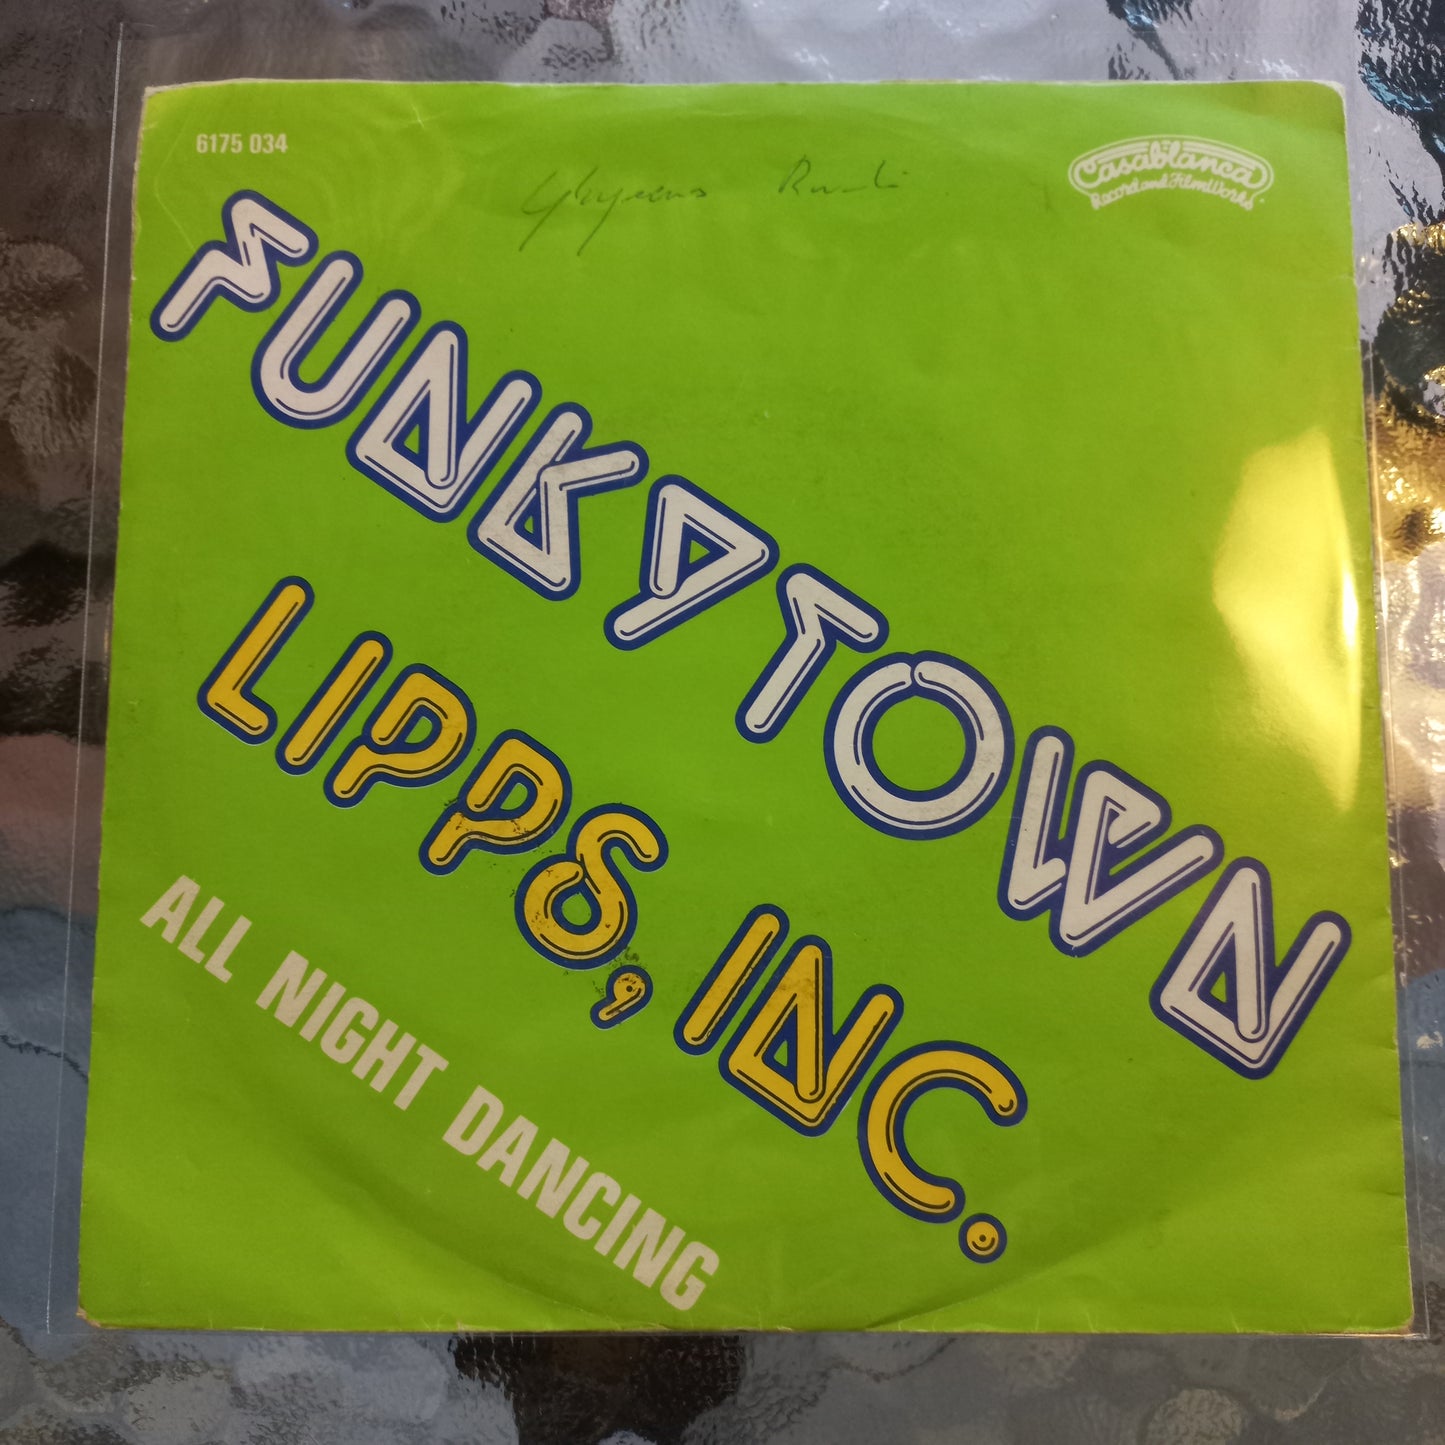 6175 034
Casablanca
Record and FilmWorks
FUNKYTOWN
LIPPS, INC.
ALL NIGHT DANCING